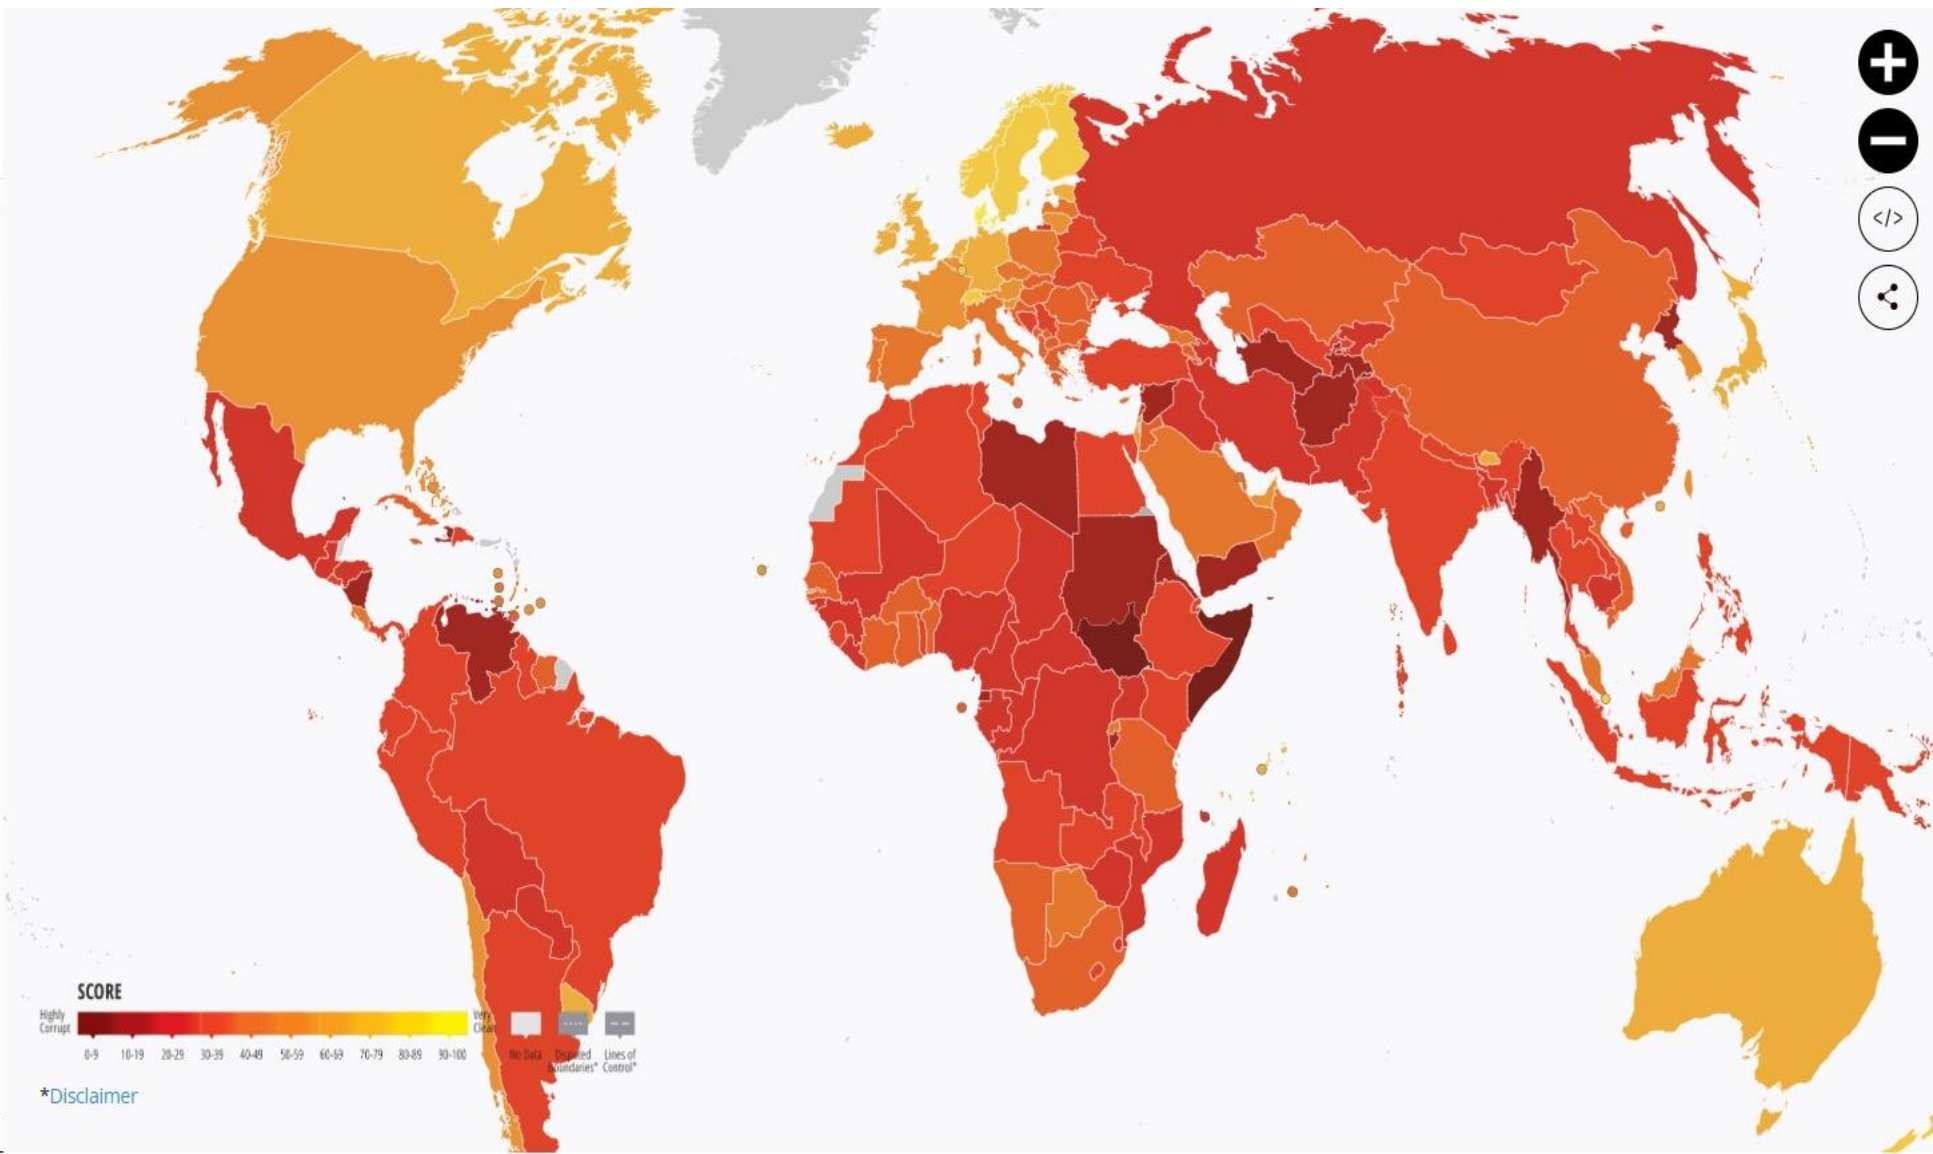 </>
SCORE
Highly
Corrupt
Very
Clean
0-9 10-19 20-29 30-39 40-49 50-59 60-69 70-79 80-89 90-100
No Data
Disputed
Boundaries*
Lines of
Control*
*Disclaimer